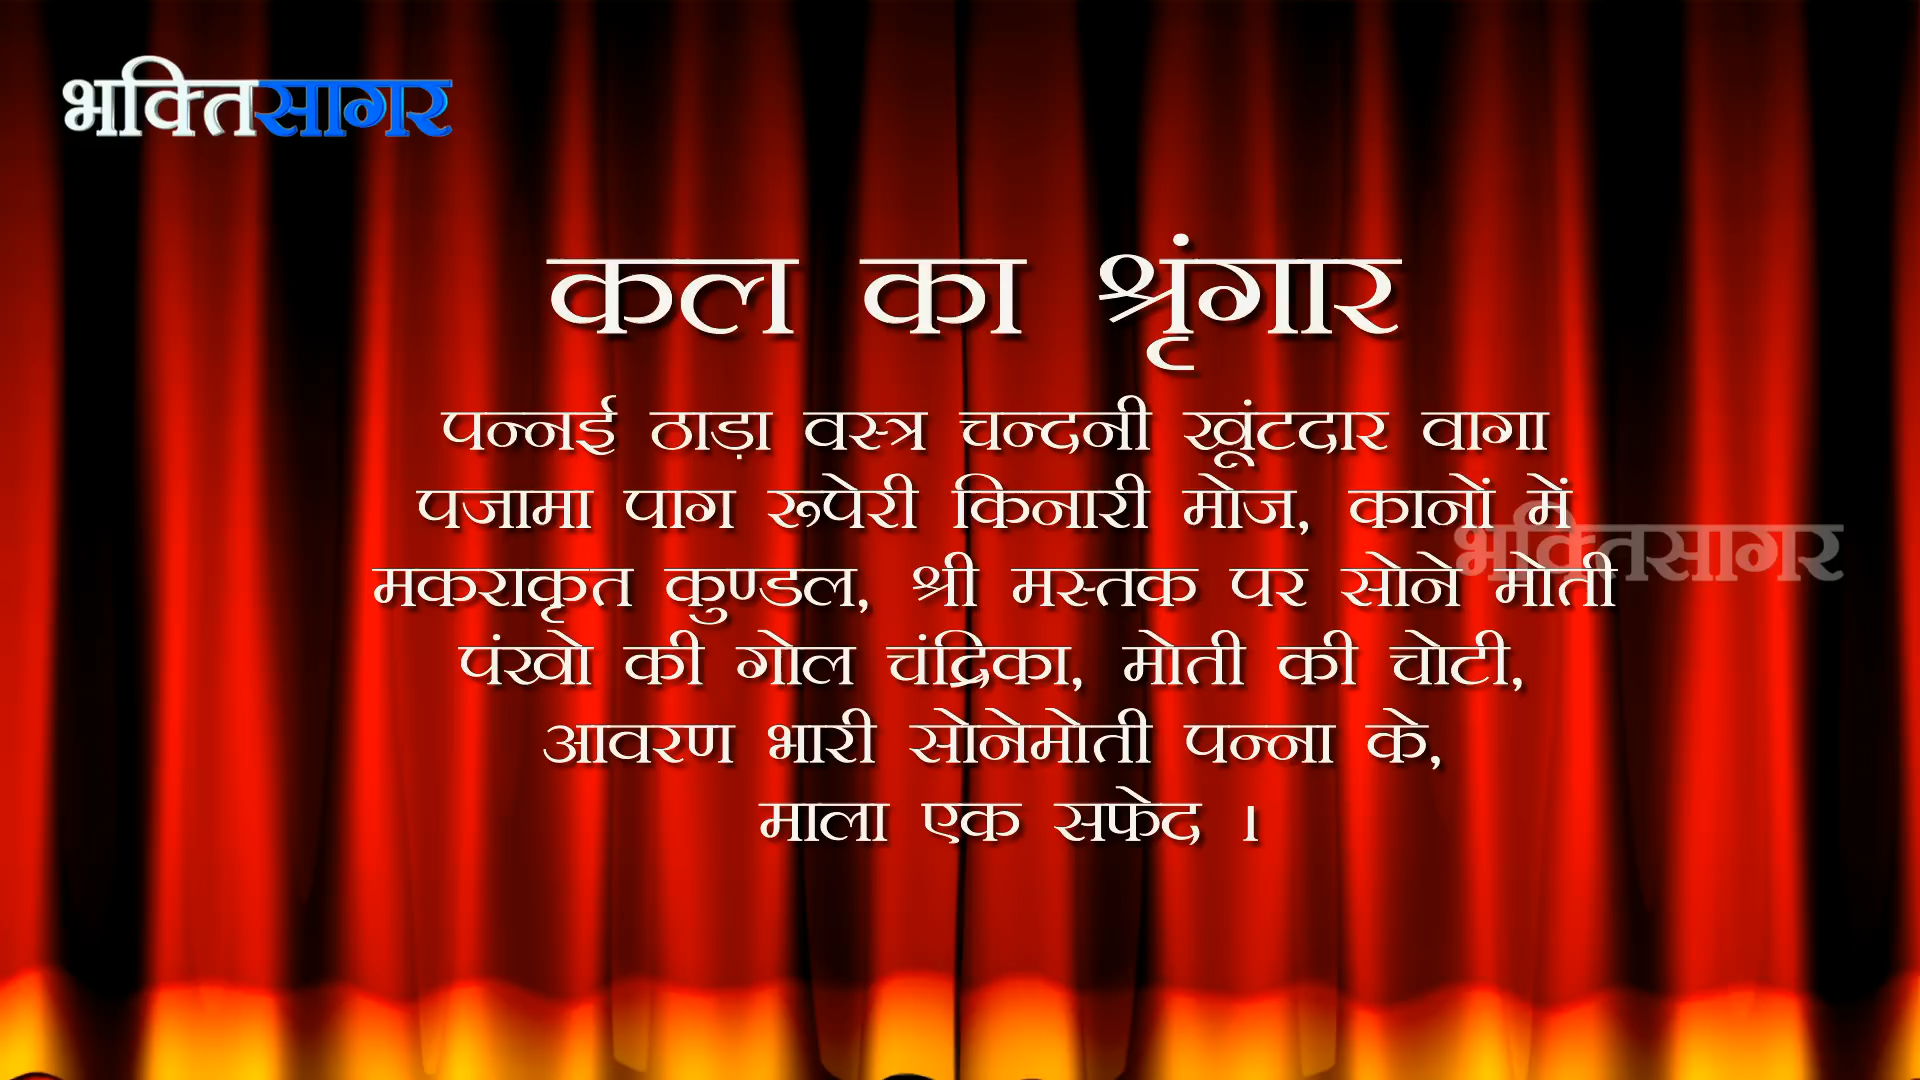 भक्तिसागर
कल का श्रृंगार
पन्नई ठाड़ा वस्त्र चन्दनी खूंटदार वागा
पजामा पाग रूपेरी किनारी मोज, कानों में
भक्तिसागर
मकराकृत कुण्डल, श्री मस्तक पर सोने मोती
पंखो की गोल चंद्रिका, मोती की चोटी,
आवरण भारी सोनेमोती पन्ना के,
माला एक सफेद ।